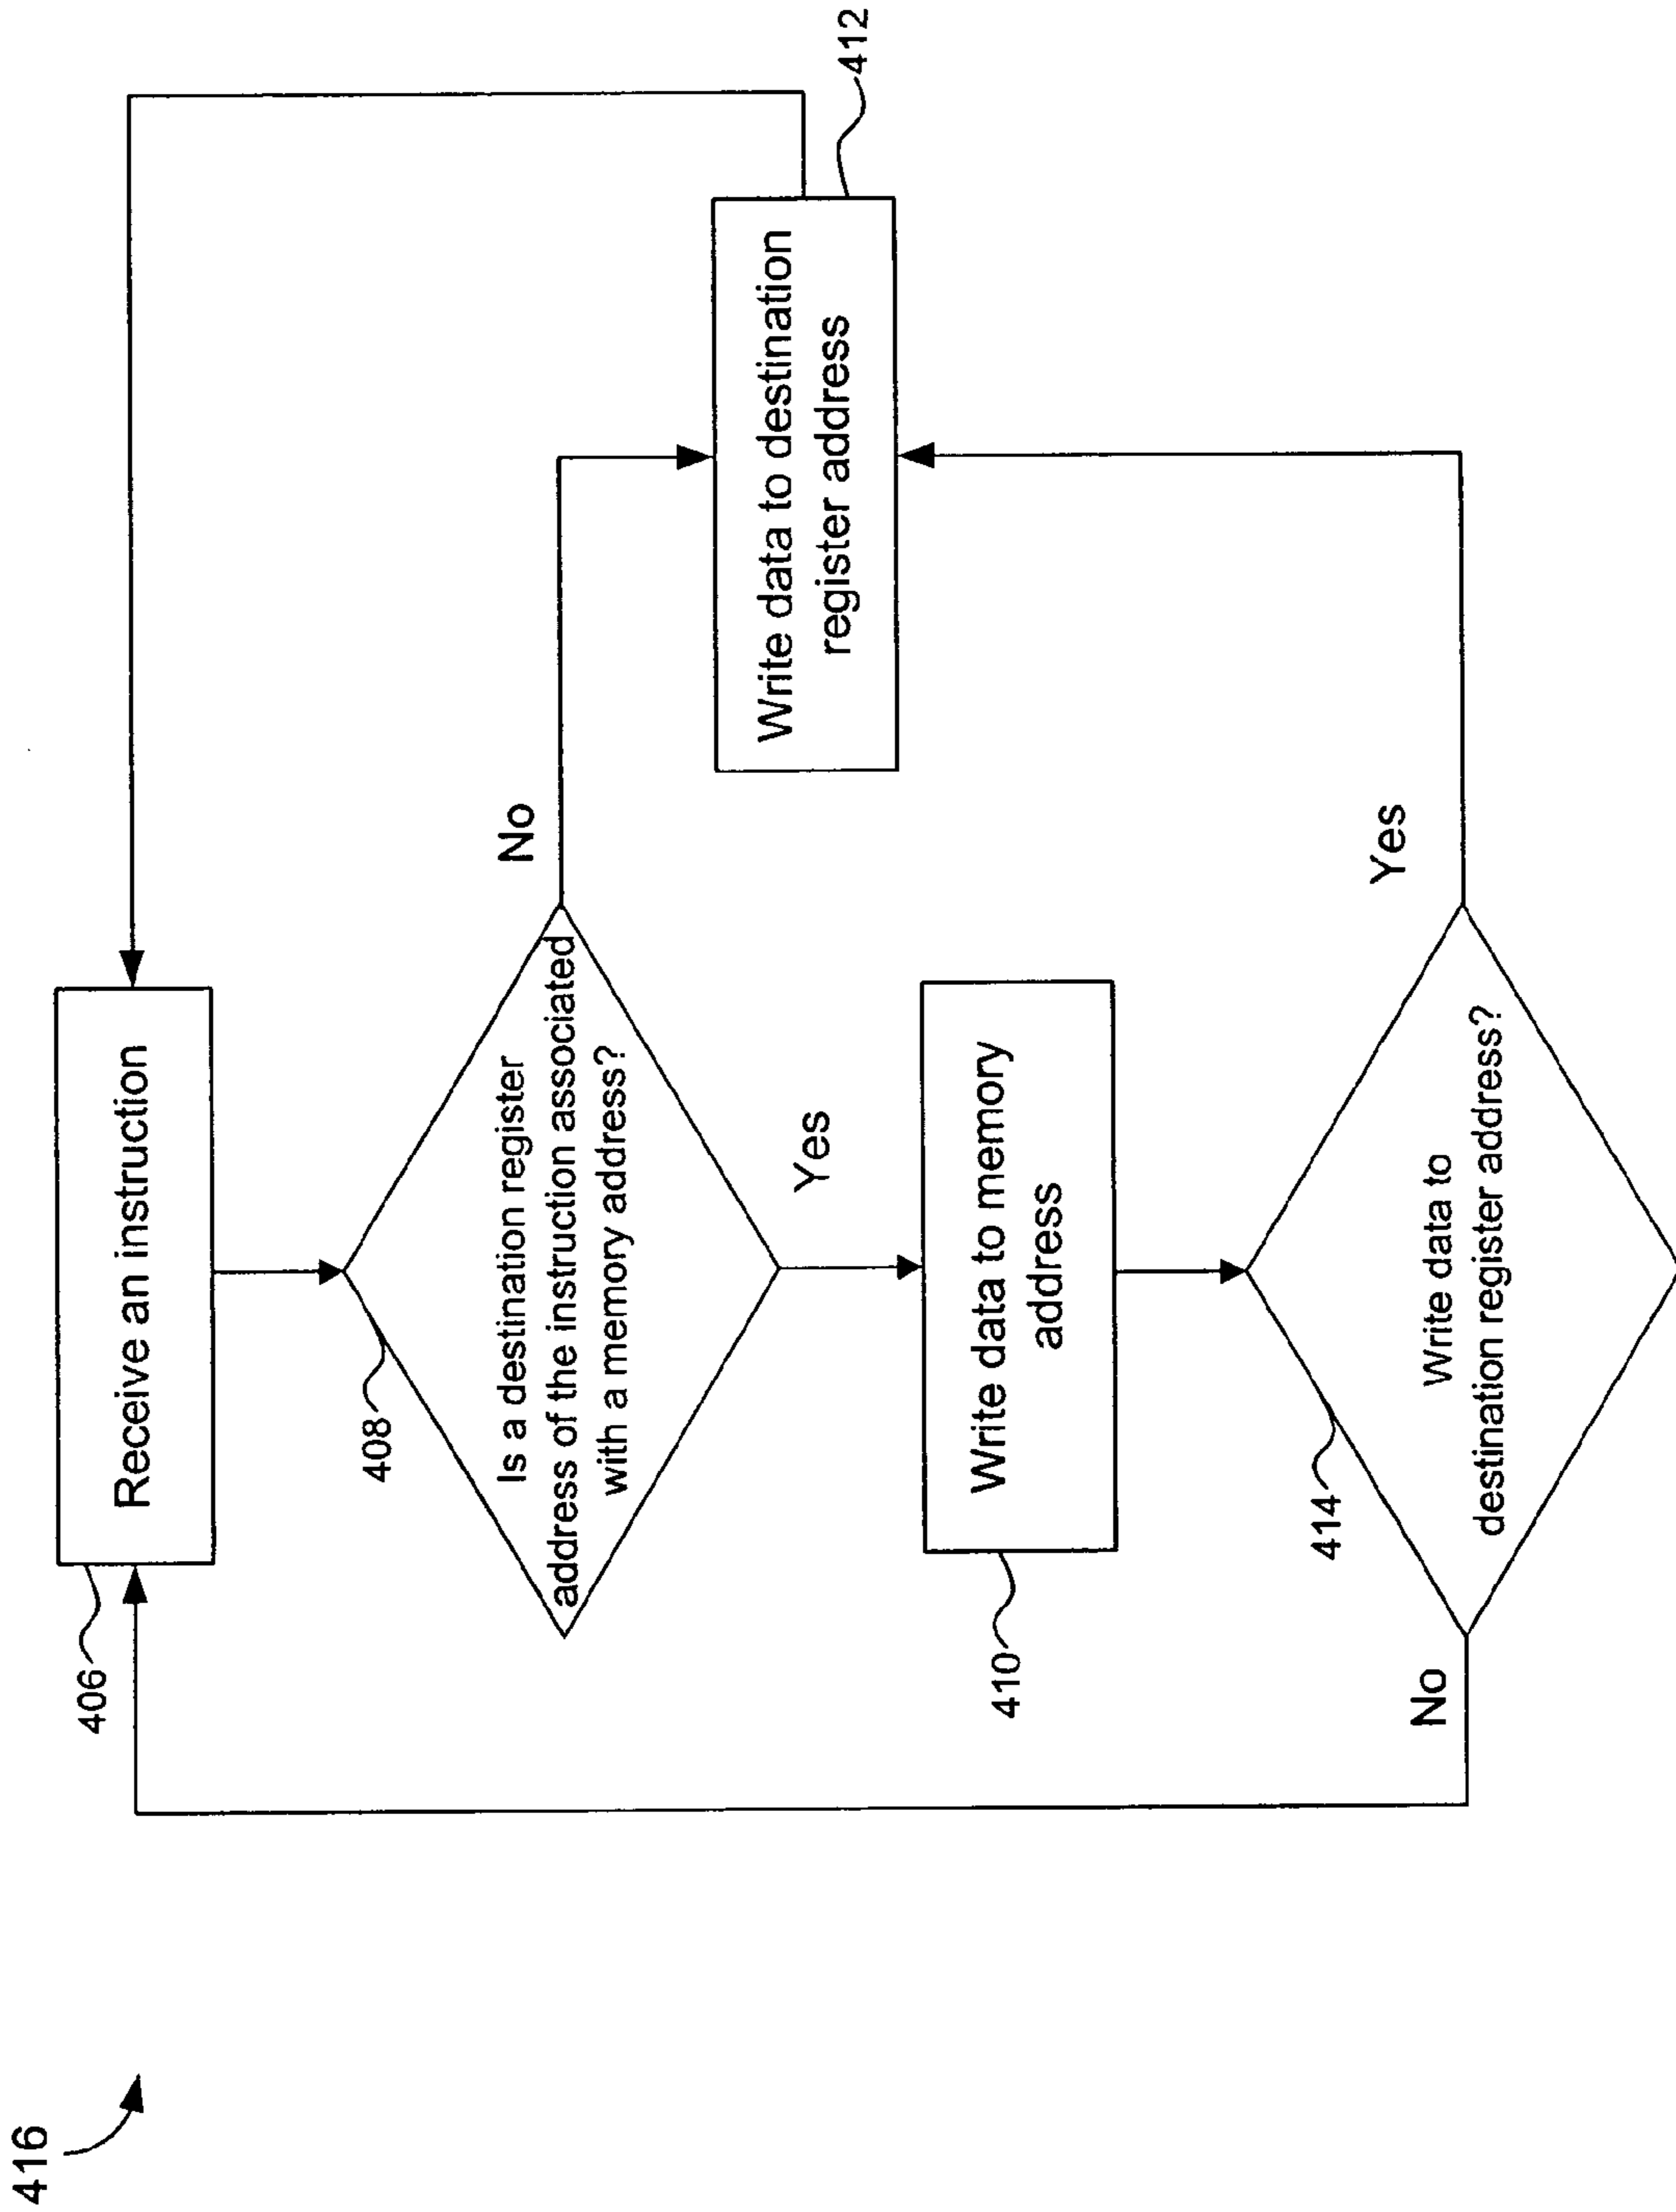 416
406
Receive an instruction
408
Is a destination register
address of the instruction associated
with a memory address?
No
Yes
412
Write data to destination
register address
410
Write data to memory
address
414
Write data to
destination register address?
No
Yes